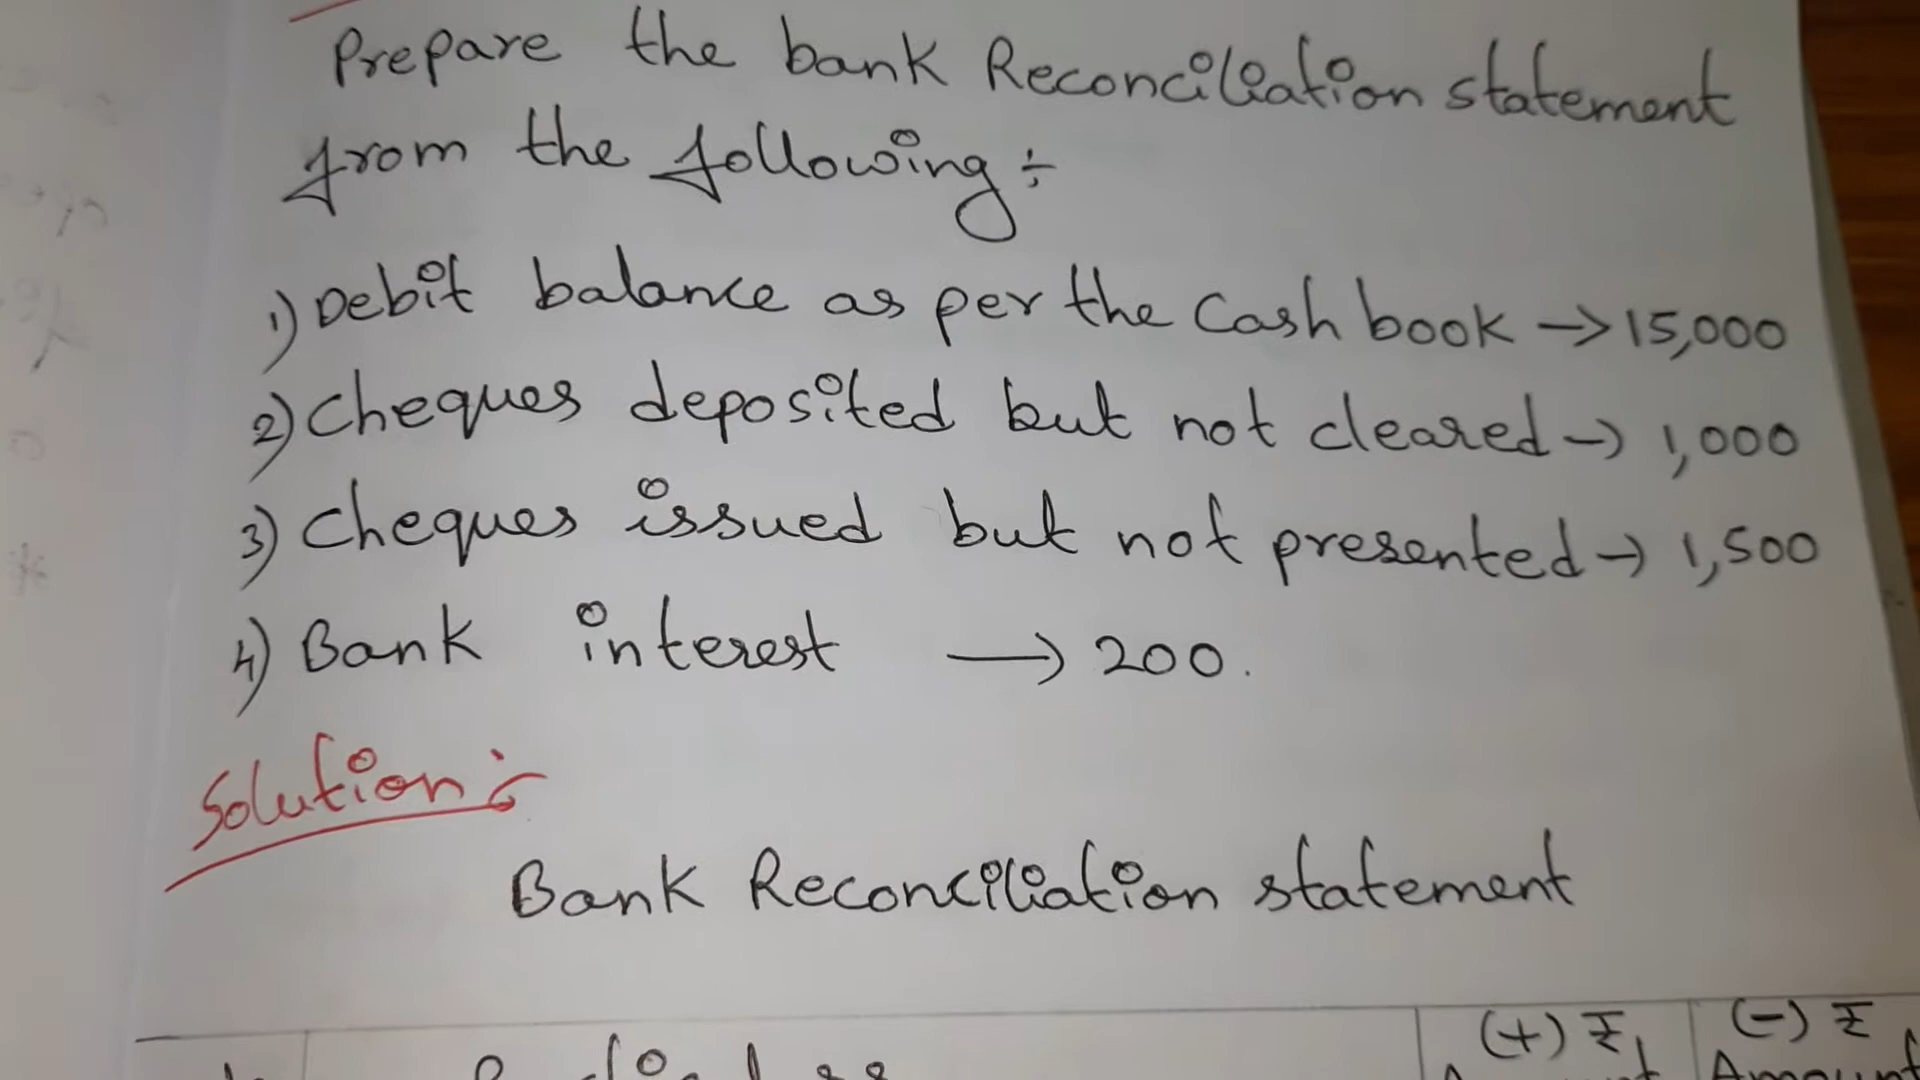 Prepare the bank Reconciliation statement
from the following :-
1) Debit balance as per the Cash book → 15,000
2) Cheques deposited but not cleared → 1,000
3) Cheques issued but not presented → 1,500
4) Bank interest → 200.
Solution :-
Bank Reconciliation statement
(+) ₹ (-) ₹